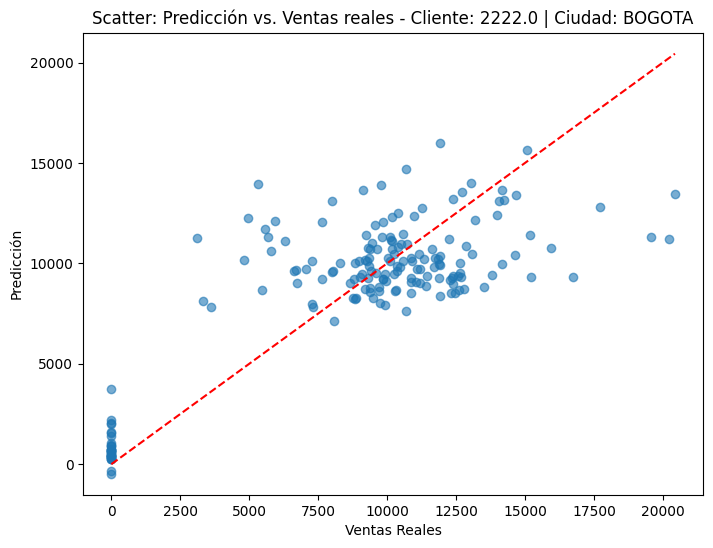 Scatter: Predicción vs. Ventas reales - Cliente: 2222.0 | Ciudad: BOGOTA
20000
15000
10000
5000
0
Predicción
0 2500 5000 7500 10000 12500 15000 17500 20000
Ventas Reales